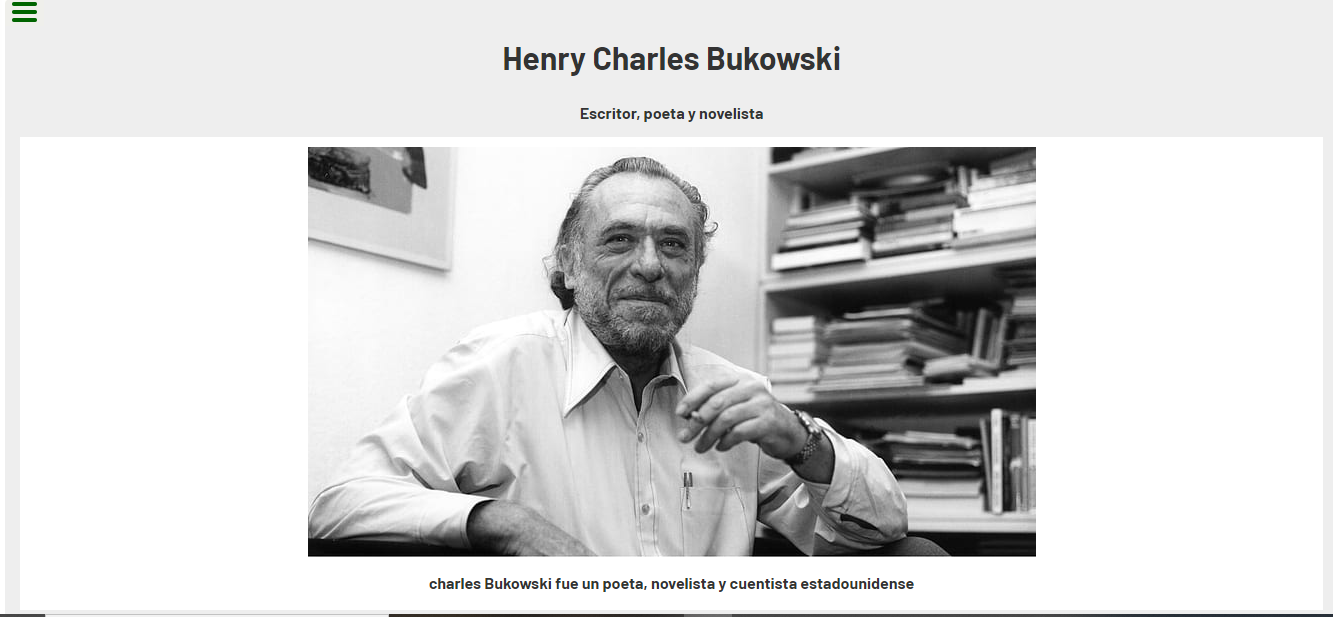 Henry Charles Bukowski
Escritor, poeta y novelista
charles Bukowski fue un poeta, novelista y cuentista estadounidense